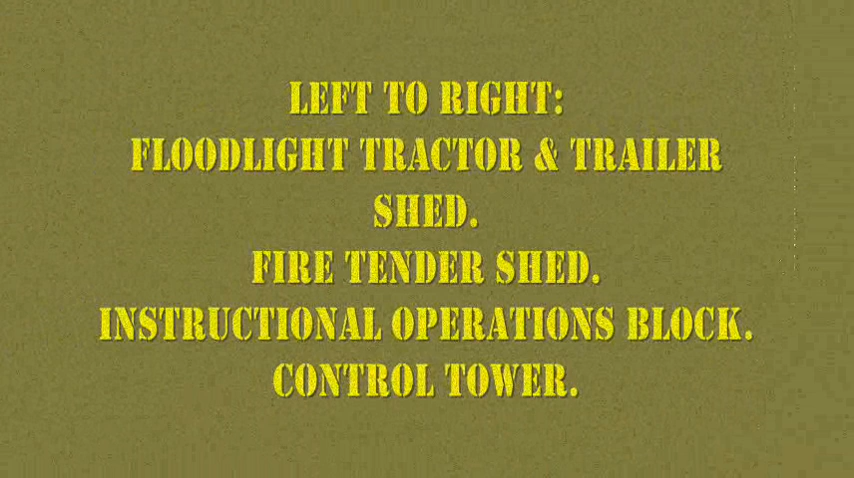 LEFT TO RIGHT:
FLOODLIGHT TRACTOR & TRAILER
SHED.
FIRE TENDER SHED.
INSTRUCTIONAL OPERATIONS BLOCK.
CONTROL TOWER.